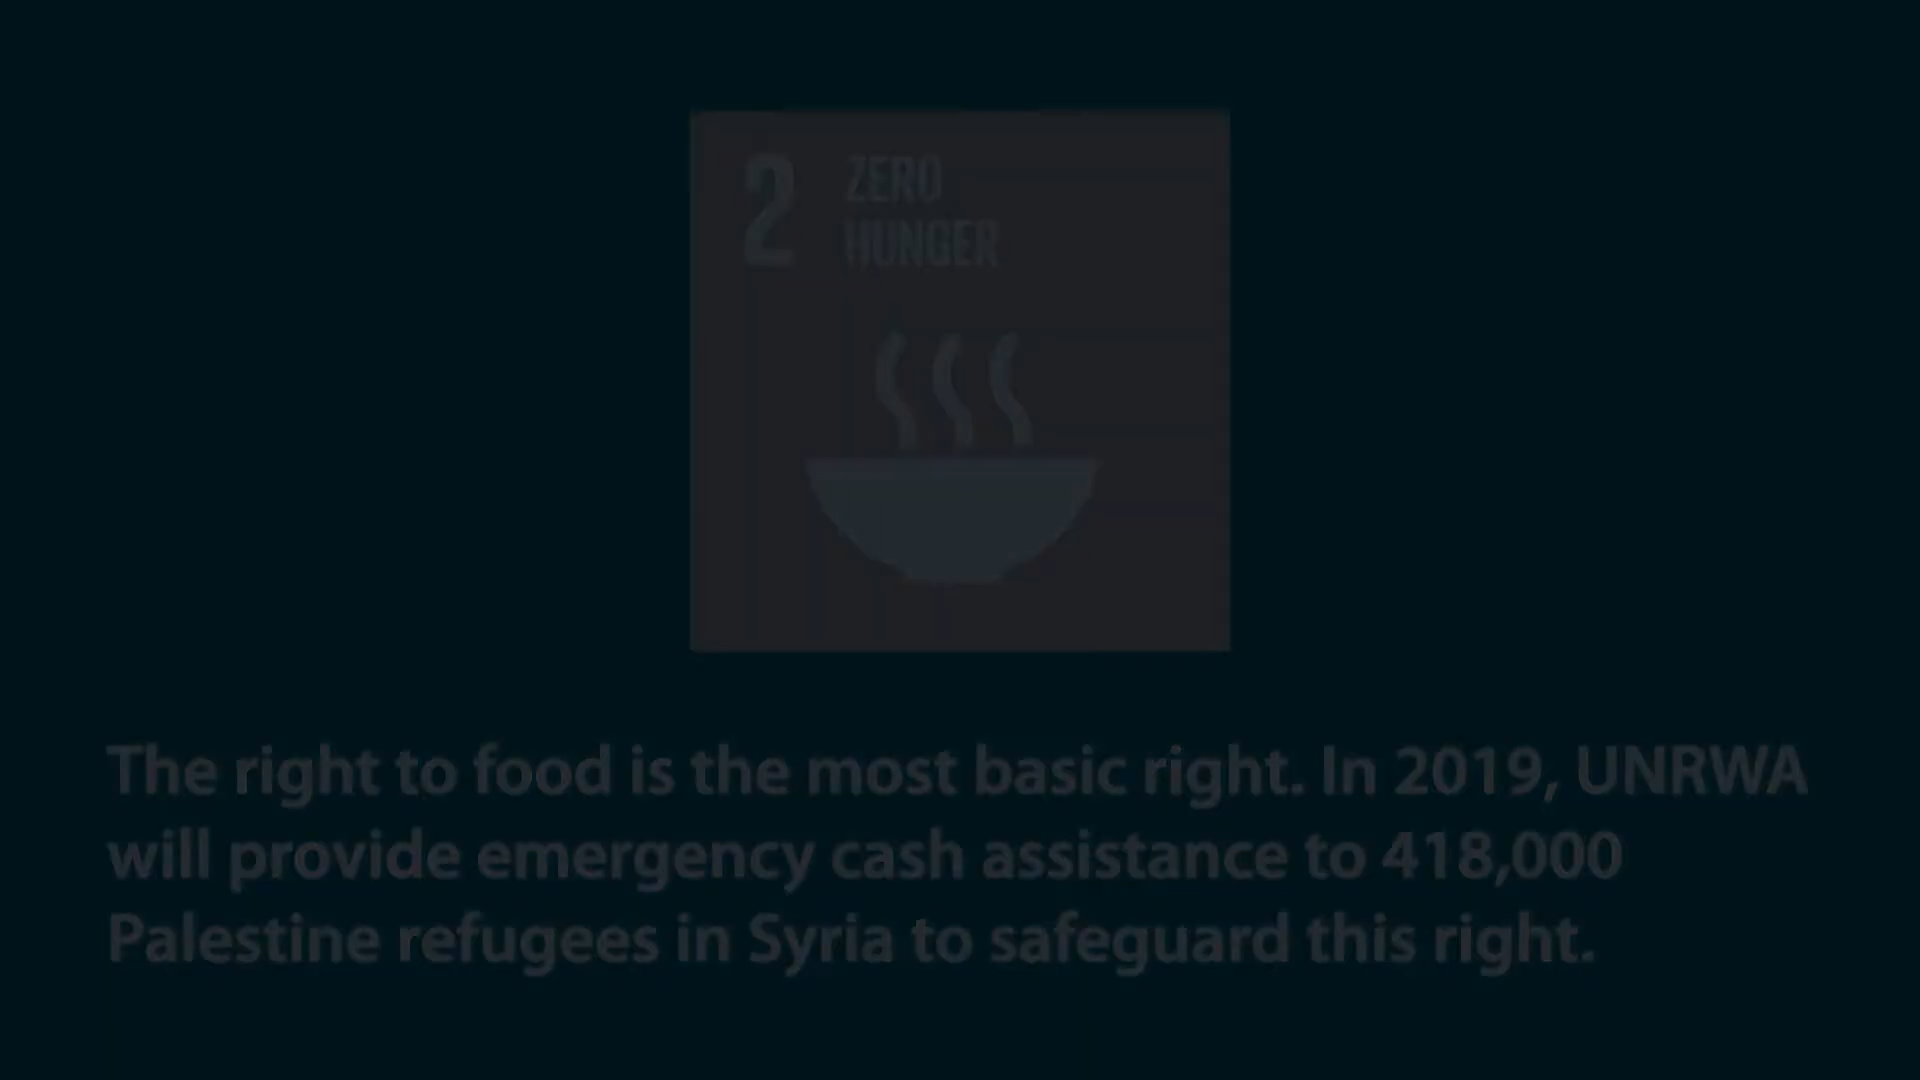 2
ZERO
HUNGER
The right to food is the most basic right. In 2019, UNRWA
will provide emergency cash assistance to 418,000
Palestine refugees in Syria to safeguard this right.